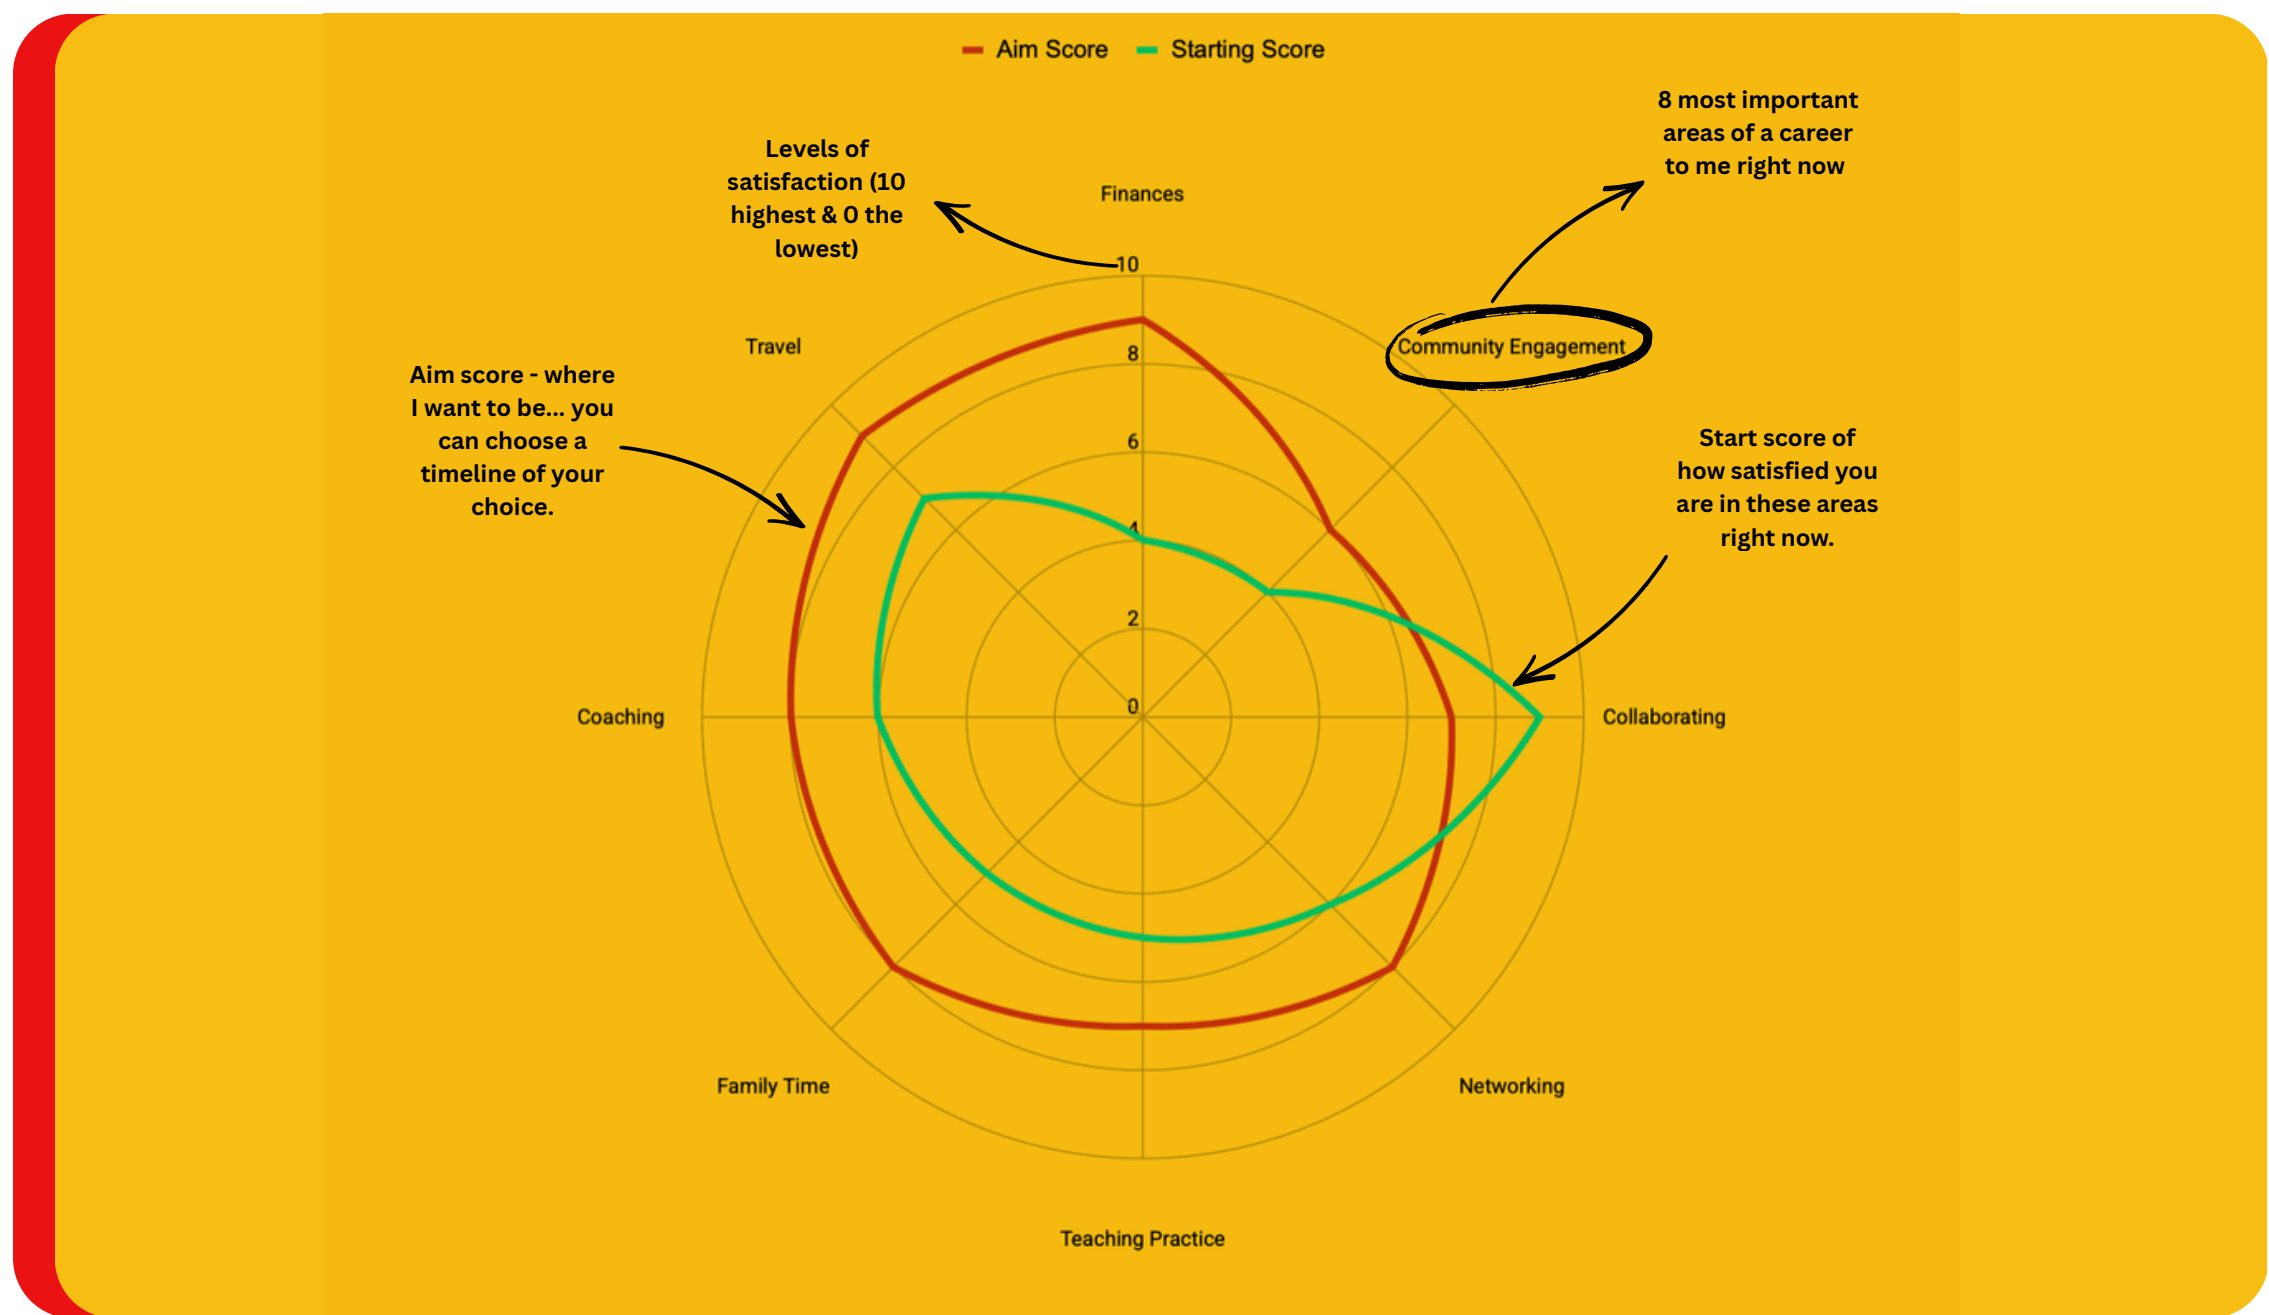 Aim Score
Starting Score
8 most important
areas of a career
to me right now
Levels of
satisfaction (10
highest & 0 the
lowest)
Finances
10
Travel
8
Community Engagement
Aim score - where
I want to be... you
can choose a
timeline of your
choice.
6
Start score of
how satisfied you
are in these areas
right now.
4
2
0
Coaching
Collaborating
Family Time
Networking
Teaching Practice